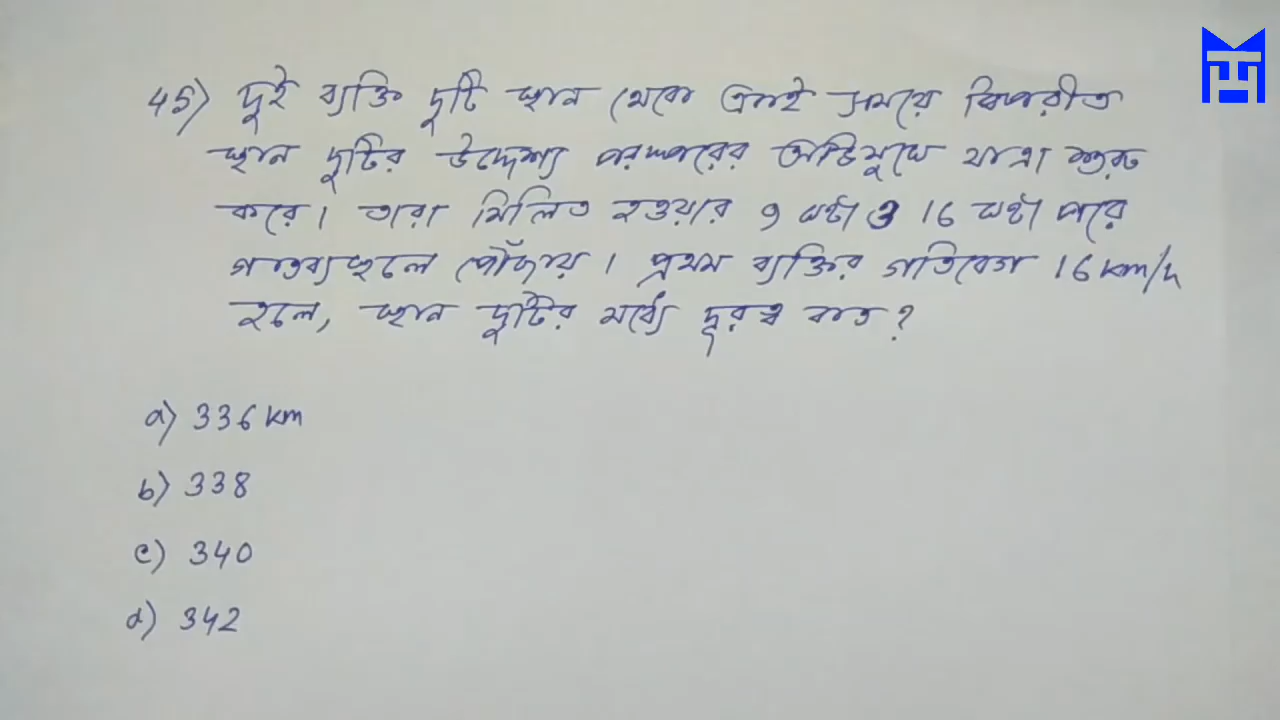 45) দুই ব্যক্তি দুটি স্থান থেকে একই সময়ে বিপরীত
স্থান দুটির উদ্দেশ্য পরস্পরের অভিমুখে যাত্রা শুরু
করে। তারা মিলিত হওয়ার 9 ঘন্টা ও 16 ঘন্টা পরে
গন্তব্যস্থলে পৌঁছায়। প্রথম ব্যক্তির গতিবেগ 16 km/h
হলে, স্থান দুটির মধ্যে দূরত্ব কত?
a) 336 km
b) 338
c) 340
d) 342